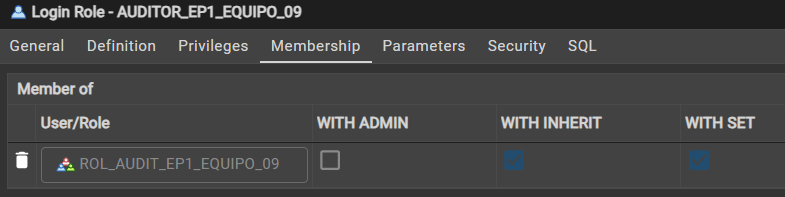 Login Role - AUDITOR_EP1_EQUIPO_09
General Definition Privileges Membership Parameters Security SQL
Member of
User/Role WITH ADMIN WITH INHERIT WITH SET
ROL_AUDIT_EP1_EQUIPO_09